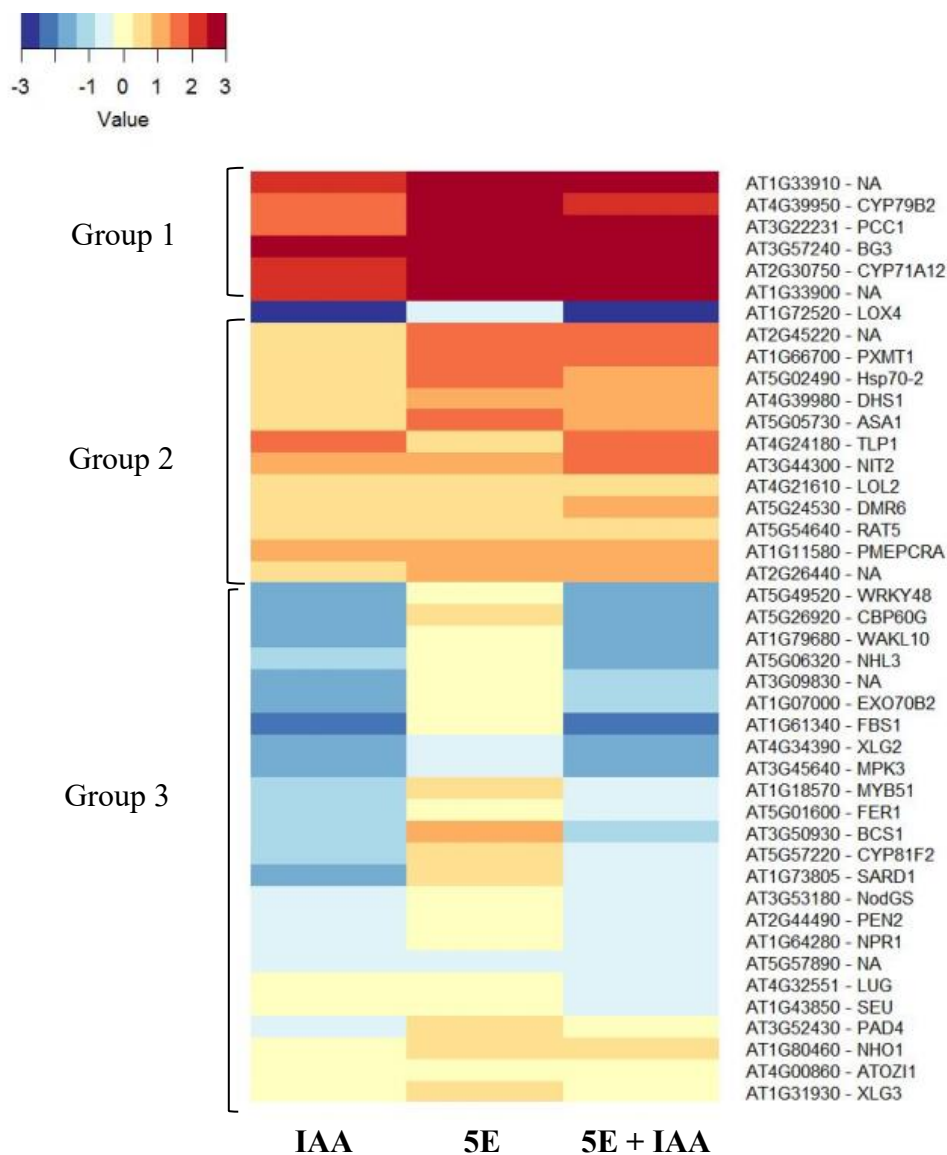 -3 -1 0 1 2 3
Value
Group 1
Group 2
Group 3
AT1G33910 - NA
AT4G39950 - CYP79B2
AT3G22231 - PCC1
AT3G57240 - BG3
AT2G30750 - CYP71A12
AT1G33900 - NA
AT1G72520 - LOX4
AT2G45220 - NA
AT1G66700 - PXMT1
AT5G02490 - Hsp70-2
AT4G39980 - DHS1
AT5G05730 - ASA1
AT4G24180 - TLP1
AT3G44300 - NIT2
AT4G21610 - LOL2
AT5G24530 - DMR6
AT5G54640 - RAT5
AT1G11580 - PMEPCRA
AT2G26440 - NA
AT5G49520 - WRKY48
AT5G26920 - CBP60G
AT1G79680 - WAKL10
AT5G06320 - NHL3
AT3G09830 - NA
AT1G07000 - EXO70B2
AT1G61340 - FBS1
AT4G34390 - XLG2
AT3G45640 - MPK3
AT1G18570 - MYB51
AT5G01600 - FER1
AT3G50930 - BCS1
AT5G57220 - CYP81F2
AT1G73805 - SARD1
AT3G53180 - NodGS
AT2G44490 - PEN2
AT1G64280 - NPR1
AT5G57890 - NA
AT4G32551 - LUG
AT1G43850 - SEU
AT3G52430 - PAD4
AT1G80460 - NHO1
AT4G00860 - ATOZI1
AT1G31930 - XLG3
IAA 5E 5E + IAA